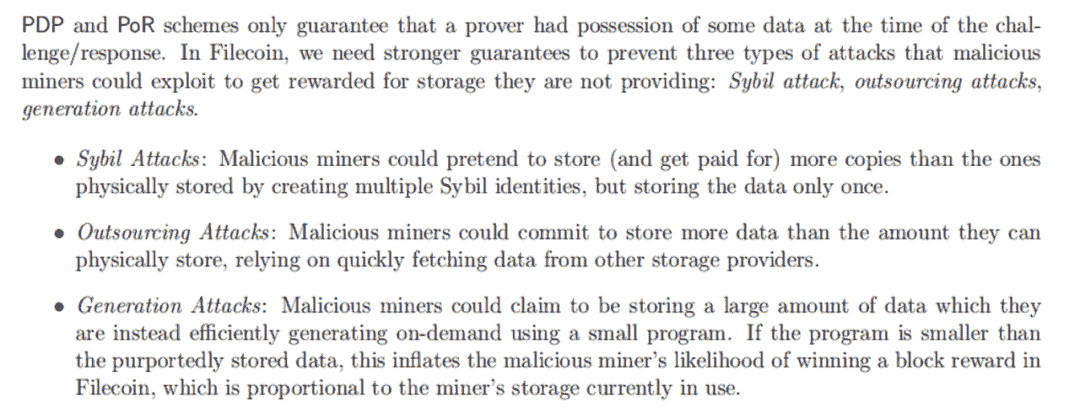 PDP and PoR schemes only guarantee that a prover had possession of some data at the time of the chal-
lenge/response. In Filecoin, we need stronger guarantees to prevent three types of attacks that malicious
miners could exploit to get rewarded for storage they are not providing: Sybil attack, outsourcing attacks,
generation attacks.
• Sybil Attacks: Malicious miners could pretend to store (and get paid for) more copies than the ones
physically stored by creating multiple Sybil identities, but storing the data only once.
• Outsourcing Attacks: Malicious miners could commit to store more data than the amount they can
physically store, relying on quickly fetching data from other storage providers.
• Generation Attacks: Malicious miners could claim to be storing a large amount of data which they
are instead efficiently generating on-demand using a small program. If the program is smaller than
the purportedly stored data, this inflates the malicious miner's likelihood of winning a block reward in
Filecoin, which is proportional to the miner's storage currently in use.